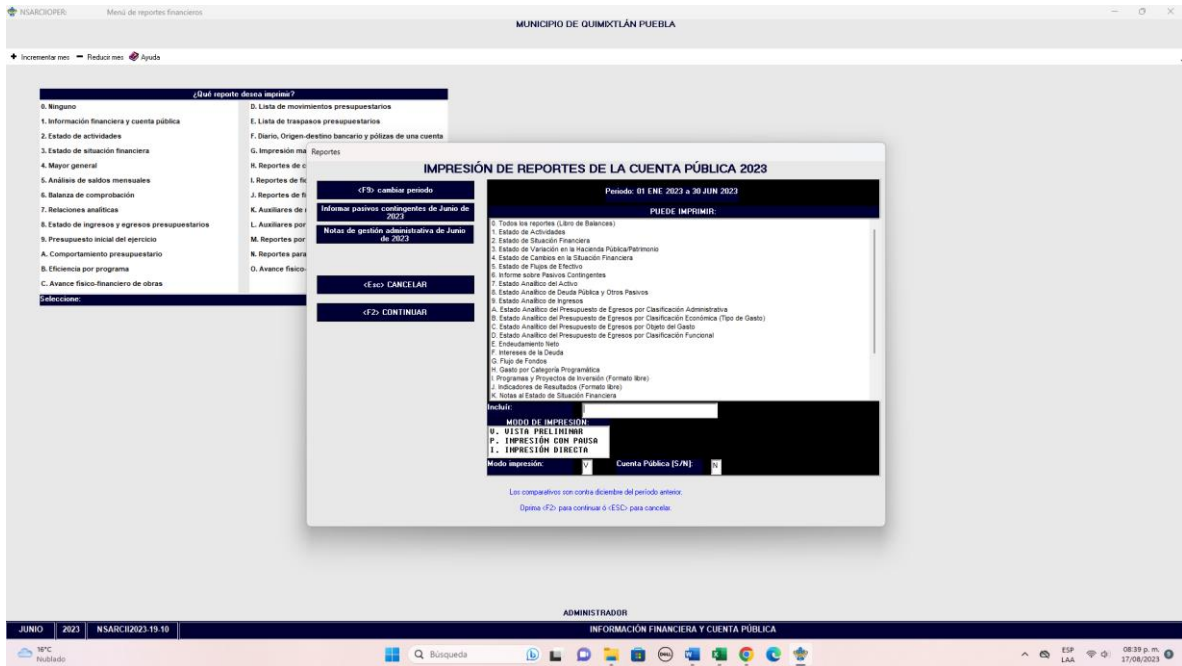 NSARCIIOPER: Menú de reportes financieros
MUNICIPIO DE QUIMIXTLÁN PUEBLA
Incrementar mes Reducir mes Ayuda
¿Qué reporte desea imprimir?
0. Ninguno
1. Información financiera y cuenta pública
2. Estado de actividades
3. Estado de situación financiera
4. Mayor general
5. Análisis de saldos mensuales
6. Balanza de comprobación
7. Relaciones analíticas
8. Estado de ingresos y egresos presupuestarios
9. Presupuesto inicial del ejercicio
A. Comportamiento presupuestario
B. Eficiencia por programa
C. Avance físico-financiero de obras
D. Lista de movimientos presupuestarios
E. Lista de traspasos presupuestarios
F. Diario, Origen-destino bancario y pólizas de una cuenta
G. Impresión ma
H. Reportes de c
I. Reportes de fic
J. Reportes de fi
K. Auxiliares de
L. Auxiliares por
M. Reportes por
N. Reportes para
O. Avance físico-
Seleccione:
Reportes
IMPRESIÓN DE REPORTES DE LA CUENTA PÚBLICA 2023
<F9> cambiar periodo
Informar pasivos contingentes de Junio de 2023
Notas de gestión administrativa de Junio de 2023
<Esc> CANCELAR
<F2> CONTINUAR
Periodo: 01 ENE 2023 a 30 JUN 2023
PUEDE IMPRIMIR:
0. Todos los reportes (Libro de Balances)
1. Estado de Actividades
2. Estado de Situación Financiera
3. Estado de Variación en la Hacienda Pública/Patrimonio
4. Estado de Cambios en la Situación Financiera
5. Estado de Flujos de Efectivo
6. Informe sobre Pasivos Contingentes
7. Estado Analítico del Activo
8. Estado Analítico de Deuda Pública y Otros Pasivos
9. Estado Analítico de Ingresos
A. Estado Analítico del Presupuesto de Egresos por Clasificación Administrativa
B. Estado Analítico del Presupuesto de Egresos por Clasificación Económica (Tipo de Gasto)
C. Estado Analítico del Presupuesto de Egresos por Objeto del Gasto
D. Estado Analítico del Presupuesto de Egresos por Clasificación Funcional
E. Endeudamiento Neto
F. Intereses de la Deuda
G. Flujo de Fondos
H. Gasto por Categoría Programática
I. Programas y Proyectos de Inversión (Formato libre)
J. Indicadores de Resultados (Formato libre)
K. Notas al Estado de Situación Financiera
Incluir:
MODO DE IMPRESIÓN:
V. VISTA PRELIMINAR
P. IMPRESIÓN CON PAUSA
I. IMPRESIÓN DIRECTA
Modo impresión: V Cuenta Pública [S/N]: N
Los comparativos son contra diciembre del período anterior.
Oprima <F2> para continuar ó <ESC> para cancelar.
ADMINISTRADOR
JUNIO 2023 NSARCII2023-19-10 INFORMACIÓN FINANCIERA Y CUENTA PÚBLICA
16°C
Nublado
Búsqueda
ESP
LAA
08:39 p. m.
17/08/2023